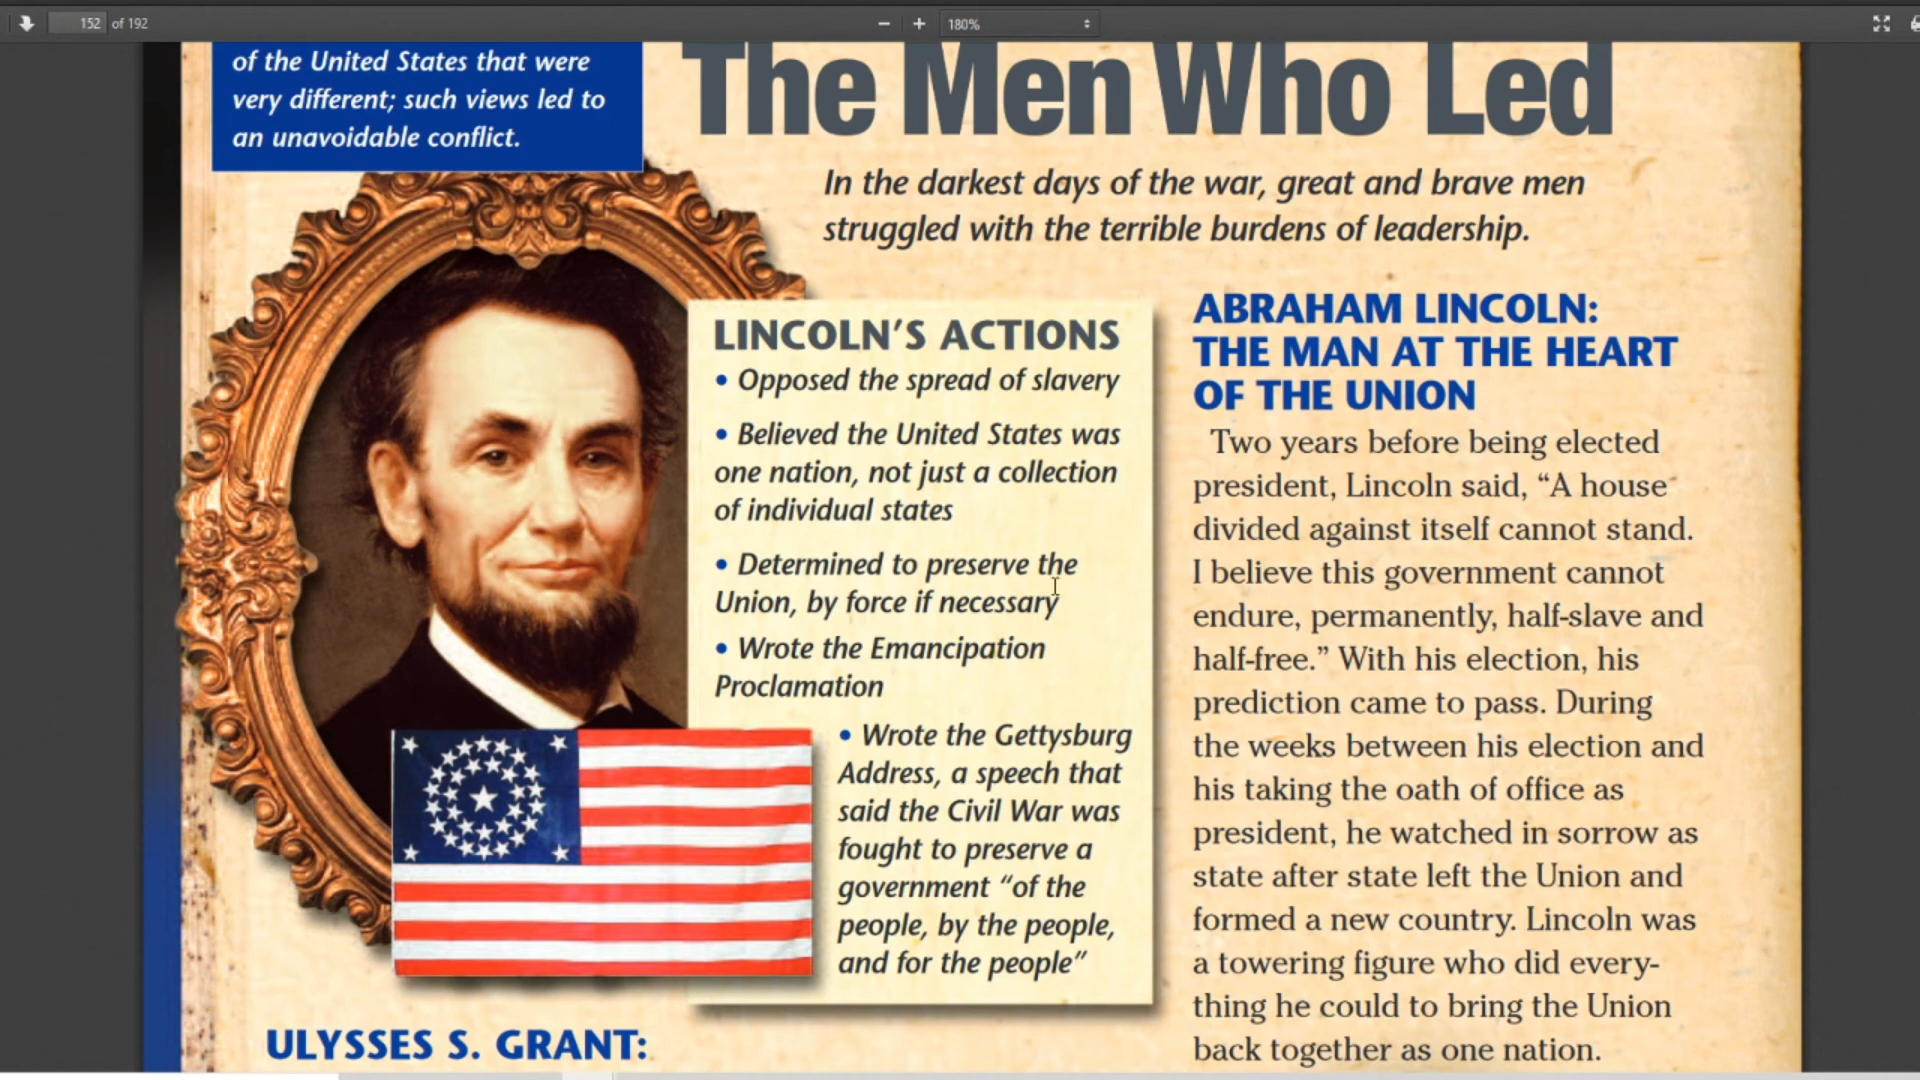 152 of 192
180%
of the United States that were
very different; such views led to
an unavoidable conflict.
The Men Who Led
In the darkest days of the war, great and brave men
struggled with the terrible burdens of leadership.
LINCOLN'S ACTIONS
• Opposed the spread of slavery
• Believed the United States was
one nation, not just a collection
of individual states
• Determined to preserve the
Union, by force if necessary
• Wrote the Emancipation
Proclamation
• Wrote the Gettysburg
Address, a speech that
said the Civil War was
fought to preserve a
government “of the
people, by the people,
and for the people”
ABRAHAM LINCOLN:
THE MAN AT THE HEART
OF THE UNION
Two years before being elected
president, Lincoln said, “A house
divided against itself cannot stand.
I believe this government cannot
endure, permanently, half-slave and
half-free.” With his election, his
prediction came to pass. During
the weeks between his election and
his taking the oath of office as
president, he watched in sorrow as
state after state left the Union and
formed a new country. Lincoln was
a towering figure who did every-
thing he could to bring the Union
back together as one nation.
ULYSSES S. GRANT: